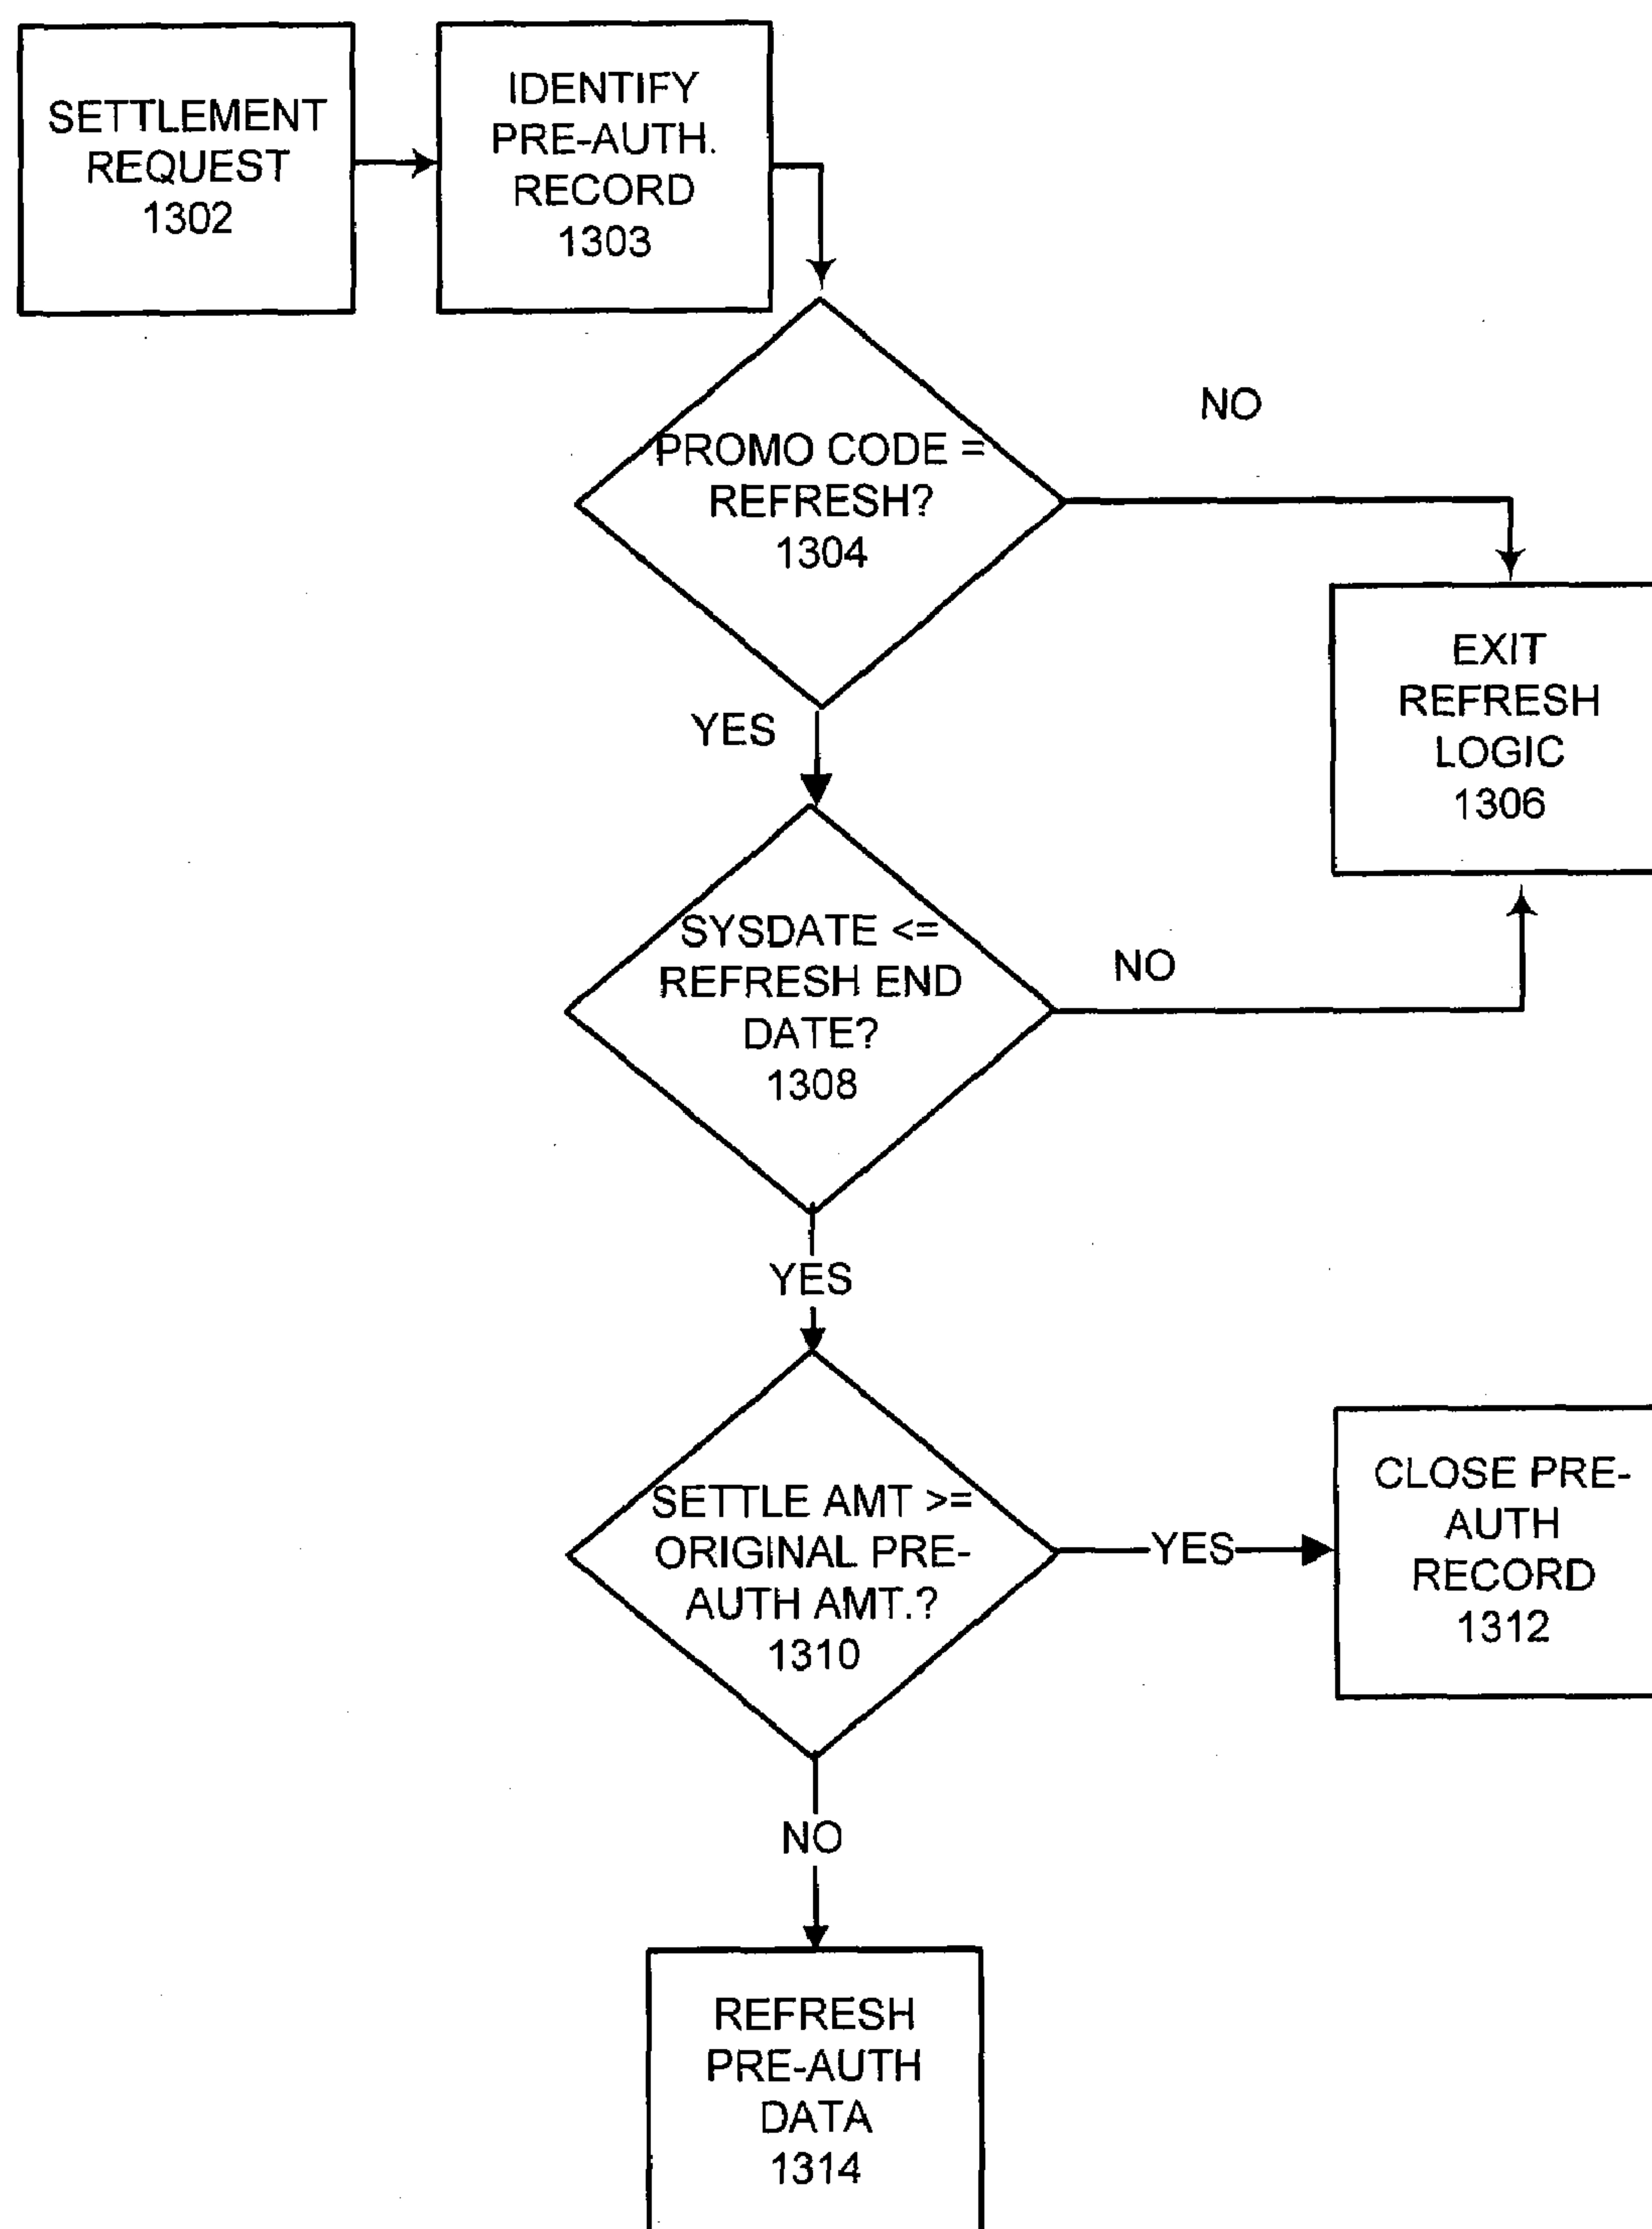 SETTLEMENT
REQUEST
1302
IDENTIFY
PRE-AUTH.
RECORD
1303
PROMO CODE =
REFRESH?
1304
NO
EXIT
REFRESH
LOGIC
1306
YES
SYSDATE <=
REFRESH END
DATE?
1308
NO
YES
SETTLE AMT >=
ORIGINAL PRE-
AUTH AMT.?
1310
YES
CLOSE PRE-
AUTH
RECORD
1312
NO
REFRESH
PRE-AUTH
DATA
1314